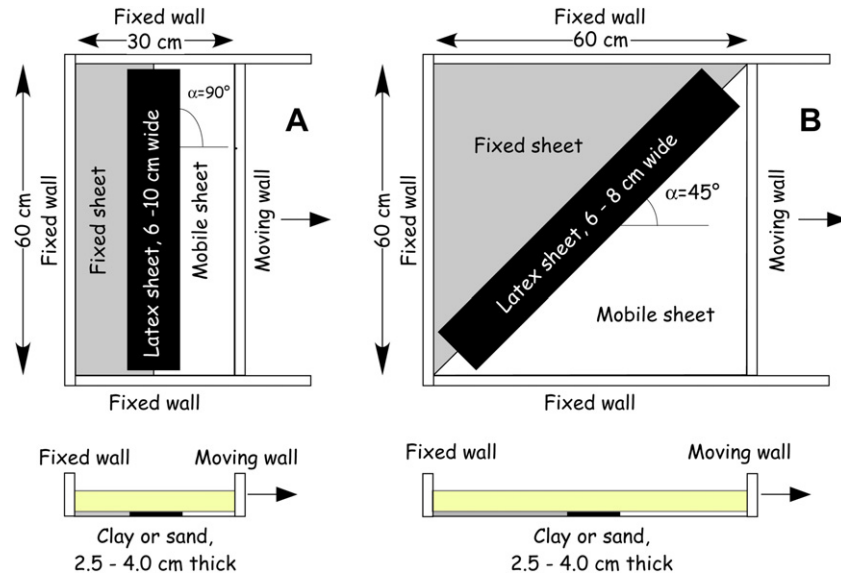 Fixed wall
30 cm
α=90°
A
60 cm
Fixed wall
Fixed sheet
Latex sheet, 6 -10 cm wide
Mobile sheet
Moving wall
Fixed wall
Fixed wall
Moving wall
Clay or sand,
2.5 - 4.0 cm thick
Fixed wall
60 cm
B
Fixed sheet
60 cm
Fixed wall
Latex sheet, 6 - 8 cm wide
α=45°
Mobile sheet
Moving wall
Fixed wall
Fixed wall
Moving wall
Clay or sand,
2.5 - 4.0 cm thick